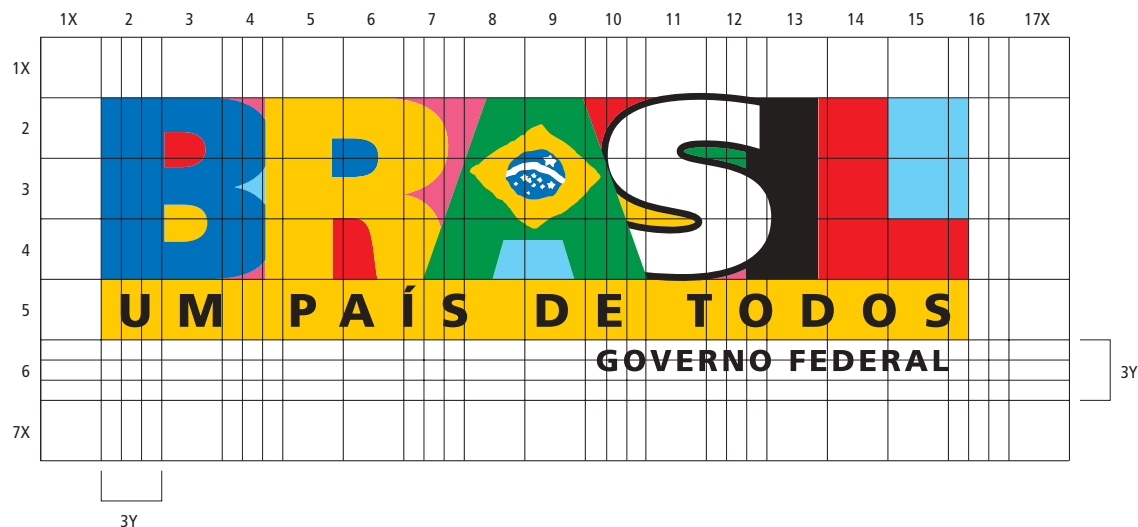 1X 2 3 4 5 6 7 8 9 10 11 12 13 14 15 16 17X
1X
2
3
4
5
6
7X
BRASIL
UM PAÍS DE TODOS
GOVERNO FEDERAL
3Y
3Y